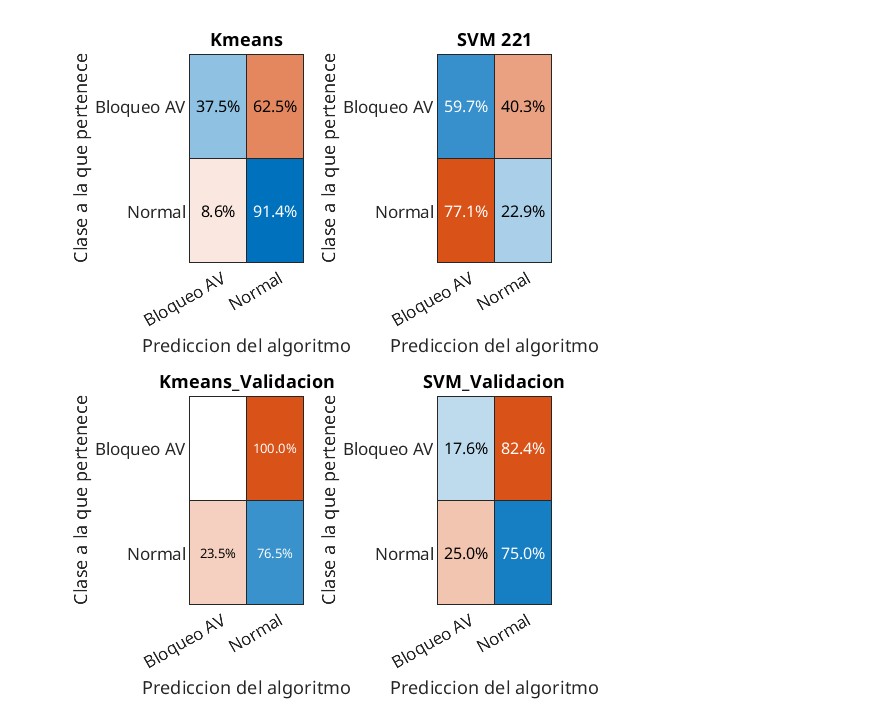 Kmeans
Clase a la que pertenece
Bloqueo AV
37.5%
62.5%
Normal
8.6%
91.4%
Bloqueo AV
Normal
Prediccion del algoritmo
SVM 221
Clase a la que pertenece
Bloqueo AV
59.7%
40.3%
Normal
77.1%
22.9%
Bloqueo AV
Normal
Prediccion del algoritmo
Kmeans_Validacion
Clase a la que pertenece
Bloqueo AV
100.0%
Normal
23.5%
76.5%
Bloqueo AV
Normal
Prediccion del algoritmo
SVM_Validacion
Clase a la que pertenece
Bloqueo AV
17.6%
82.4%
Normal
25.0%
75.0%
Bloqueo AV
Normal
Prediccion del algoritmo